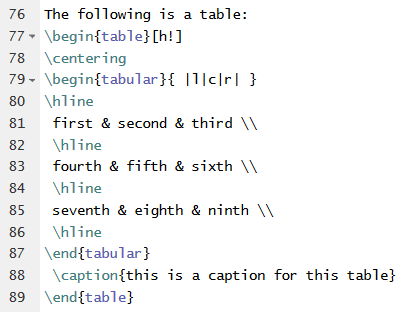 76 The following is a table:
77 \begin{table}[h!]
78 \centering
79 \begin{tabular}{ |l|c|r| }
80 \hline
81  first & second & third \\
82  \hline
83  fourth & fifth & sixth \\
84  \hline
85  seventh & eighth & ninth \\
86  \hline
87 \end{tabular}
88  \caption{this is a caption for this table}
89 \end{table}